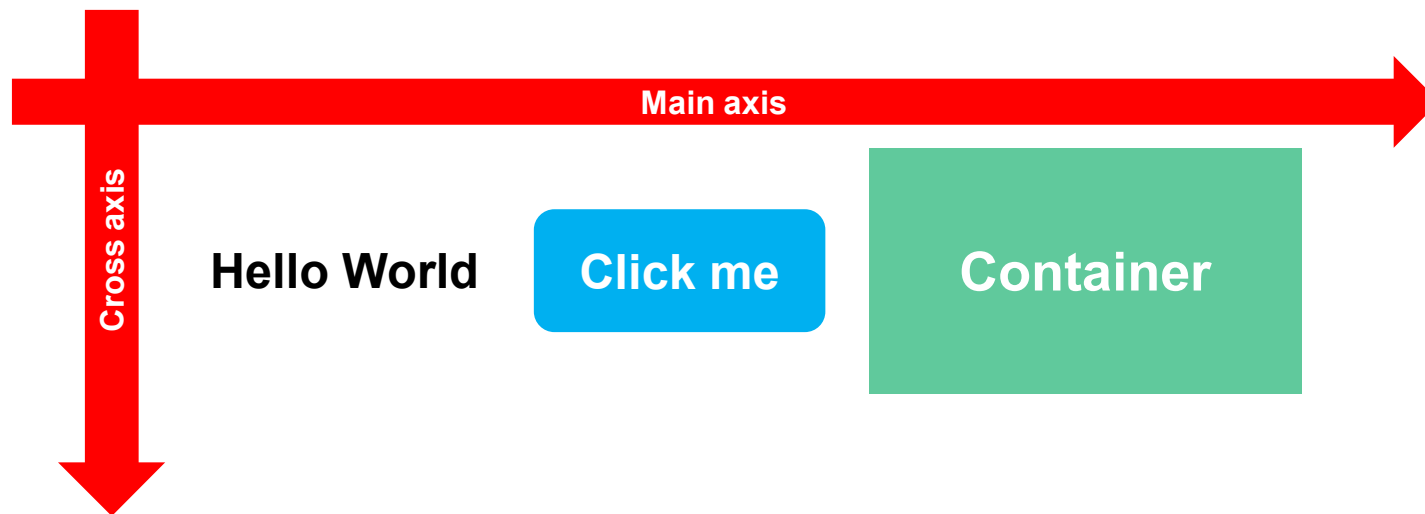 Main axis
Cross axis
Hello World
Click me
Container